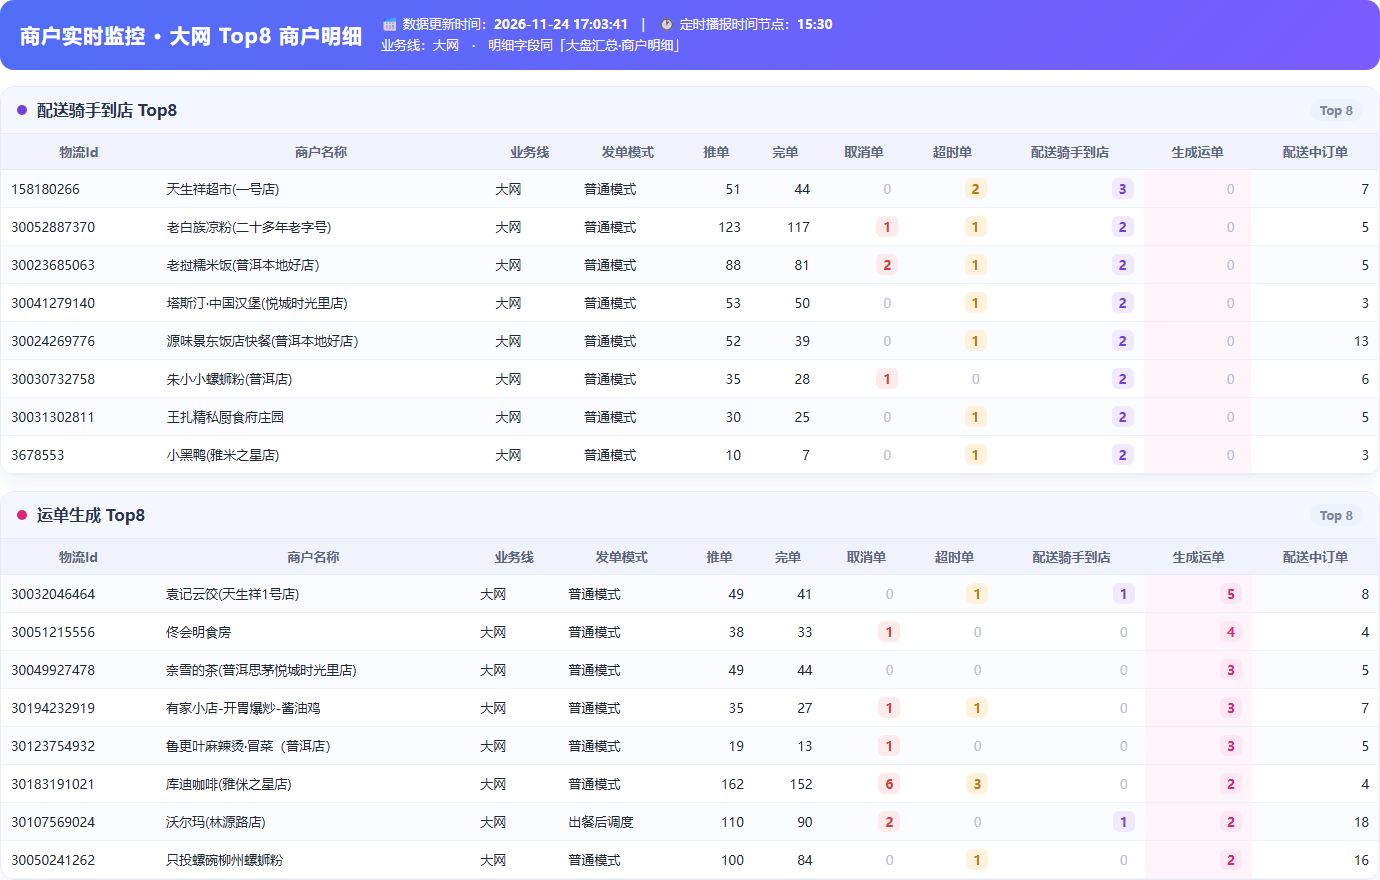 商户实时监控 · 大网 Top8 商户明细
数据更新时间：2026-11-24 17:03:41 | 定时播报时间节点：15:30
业务线：大网 · 明细字段同「大盘汇总·商户明细」
配送骑手到店 Top8 Top 8
物流Id 商户名称 业务线 发单模式 推单 完单 取消单 超时单 配送骑手到店 生成运单 配送中订单
158180266 天生祥超市(一号店) 大网 普通模式 51 44 0 2 3 0 7
30052887370 老白族凉粉(二十多年老字号) 大网 普通模式 123 117 1 1 2 0 5
30023685063 老挝糯米饭(普洱本地好店) 大网 普通模式 88 81 2 1 2 0 5
30041279140 塔斯汀·中国汉堡(悦城时光里店) 大网 普通模式 53 50 0 1 2 0 3
30024269776 源味景东饭店快餐(普洱本地好店) 大网 普通模式 52 39 0 1 2 0 13
30030732758 朱小小螺蛳粉(普洱店) 大网 普通模式 35 28 1 0 2 0 6
30031302811 王扎精私厨食府庄园 大网 普通模式 30 25 0 1 2 0 5
3678553 小黑鸭(雅米之星店) 大网 普通模式 10 7 0 1 2 0 3
运单生成 Top8 Top 8
物流Id 商户名称 业务线 发单模式 推单 完单 取消单 超时单 配送骑手到店 生成运单 配送中订单
30032046464 袁记云饺(天生祥1号店) 大网 普通模式 49 41 0 1 1 5 8
30051215556 佟会明食房 大网 普通模式 38 33 1 0 0 4 4
30049927478 奈雪的茶(普洱思茅悦城时光里店) 大网 普通模式 49 44 0 0 0 3 5
30194232919 有家小店-开胃爆炒-酱油鸡 大网 普通模式 35 27 1 1 0 3 7
30123754932 鲁更叶麻辣烫·冒菜（普洱店） 大网 普通模式 19 13 1 0 0 3 5
30183191021 库迪咖啡(雅侎之星店) 大网 普通模式 162 152 6 3 0 2 4
30107569024 沃尔玛(林源路店) 大网 出餐后调度 110 90 2 0 1 2 18
30050241262 只投螺碗柳州螺蛳粉 大网 普通模式 100 84 0 1 0 2 16